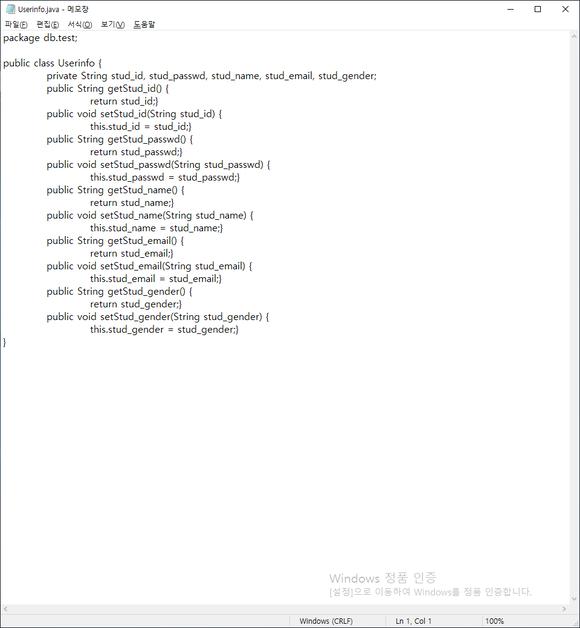 Userinfo.java - 메모장
파일(F) 편집(E) 서식(O) 보기(V) 도움말
package db.test;
public class Userinfo {
private String stud_id, stud_passwd, stud_name, stud_email, stud_gender;
public String getStud_id() {
return stud_id;}
public void setStud_id(String stud_id) {
this.stud_id = stud_id;}
public String getStud_passwd() {
return stud_passwd;}
public void setStud_passwd(String stud_passwd) {
this.stud_passwd = stud_passwd;}
public String getStud_name() {
return stud_name;}
public void setStud_name(String stud_name) {
this.stud_name = stud_name;}
public String getStud_email() {
return stud_email;}
public void setStud_email(String stud_email) {
this.stud_email = stud_email;}
public String getStud_gender() {
return stud_gender;}
public void setStud_gender(String stud_gender) {
this.stud_gender = stud_gender;}
}
Windows 정품 인증
[설정]으로 이동하여 Windows를 정품 인증합니다.
Windows (CRLF) Ln 1, Col 1 100%